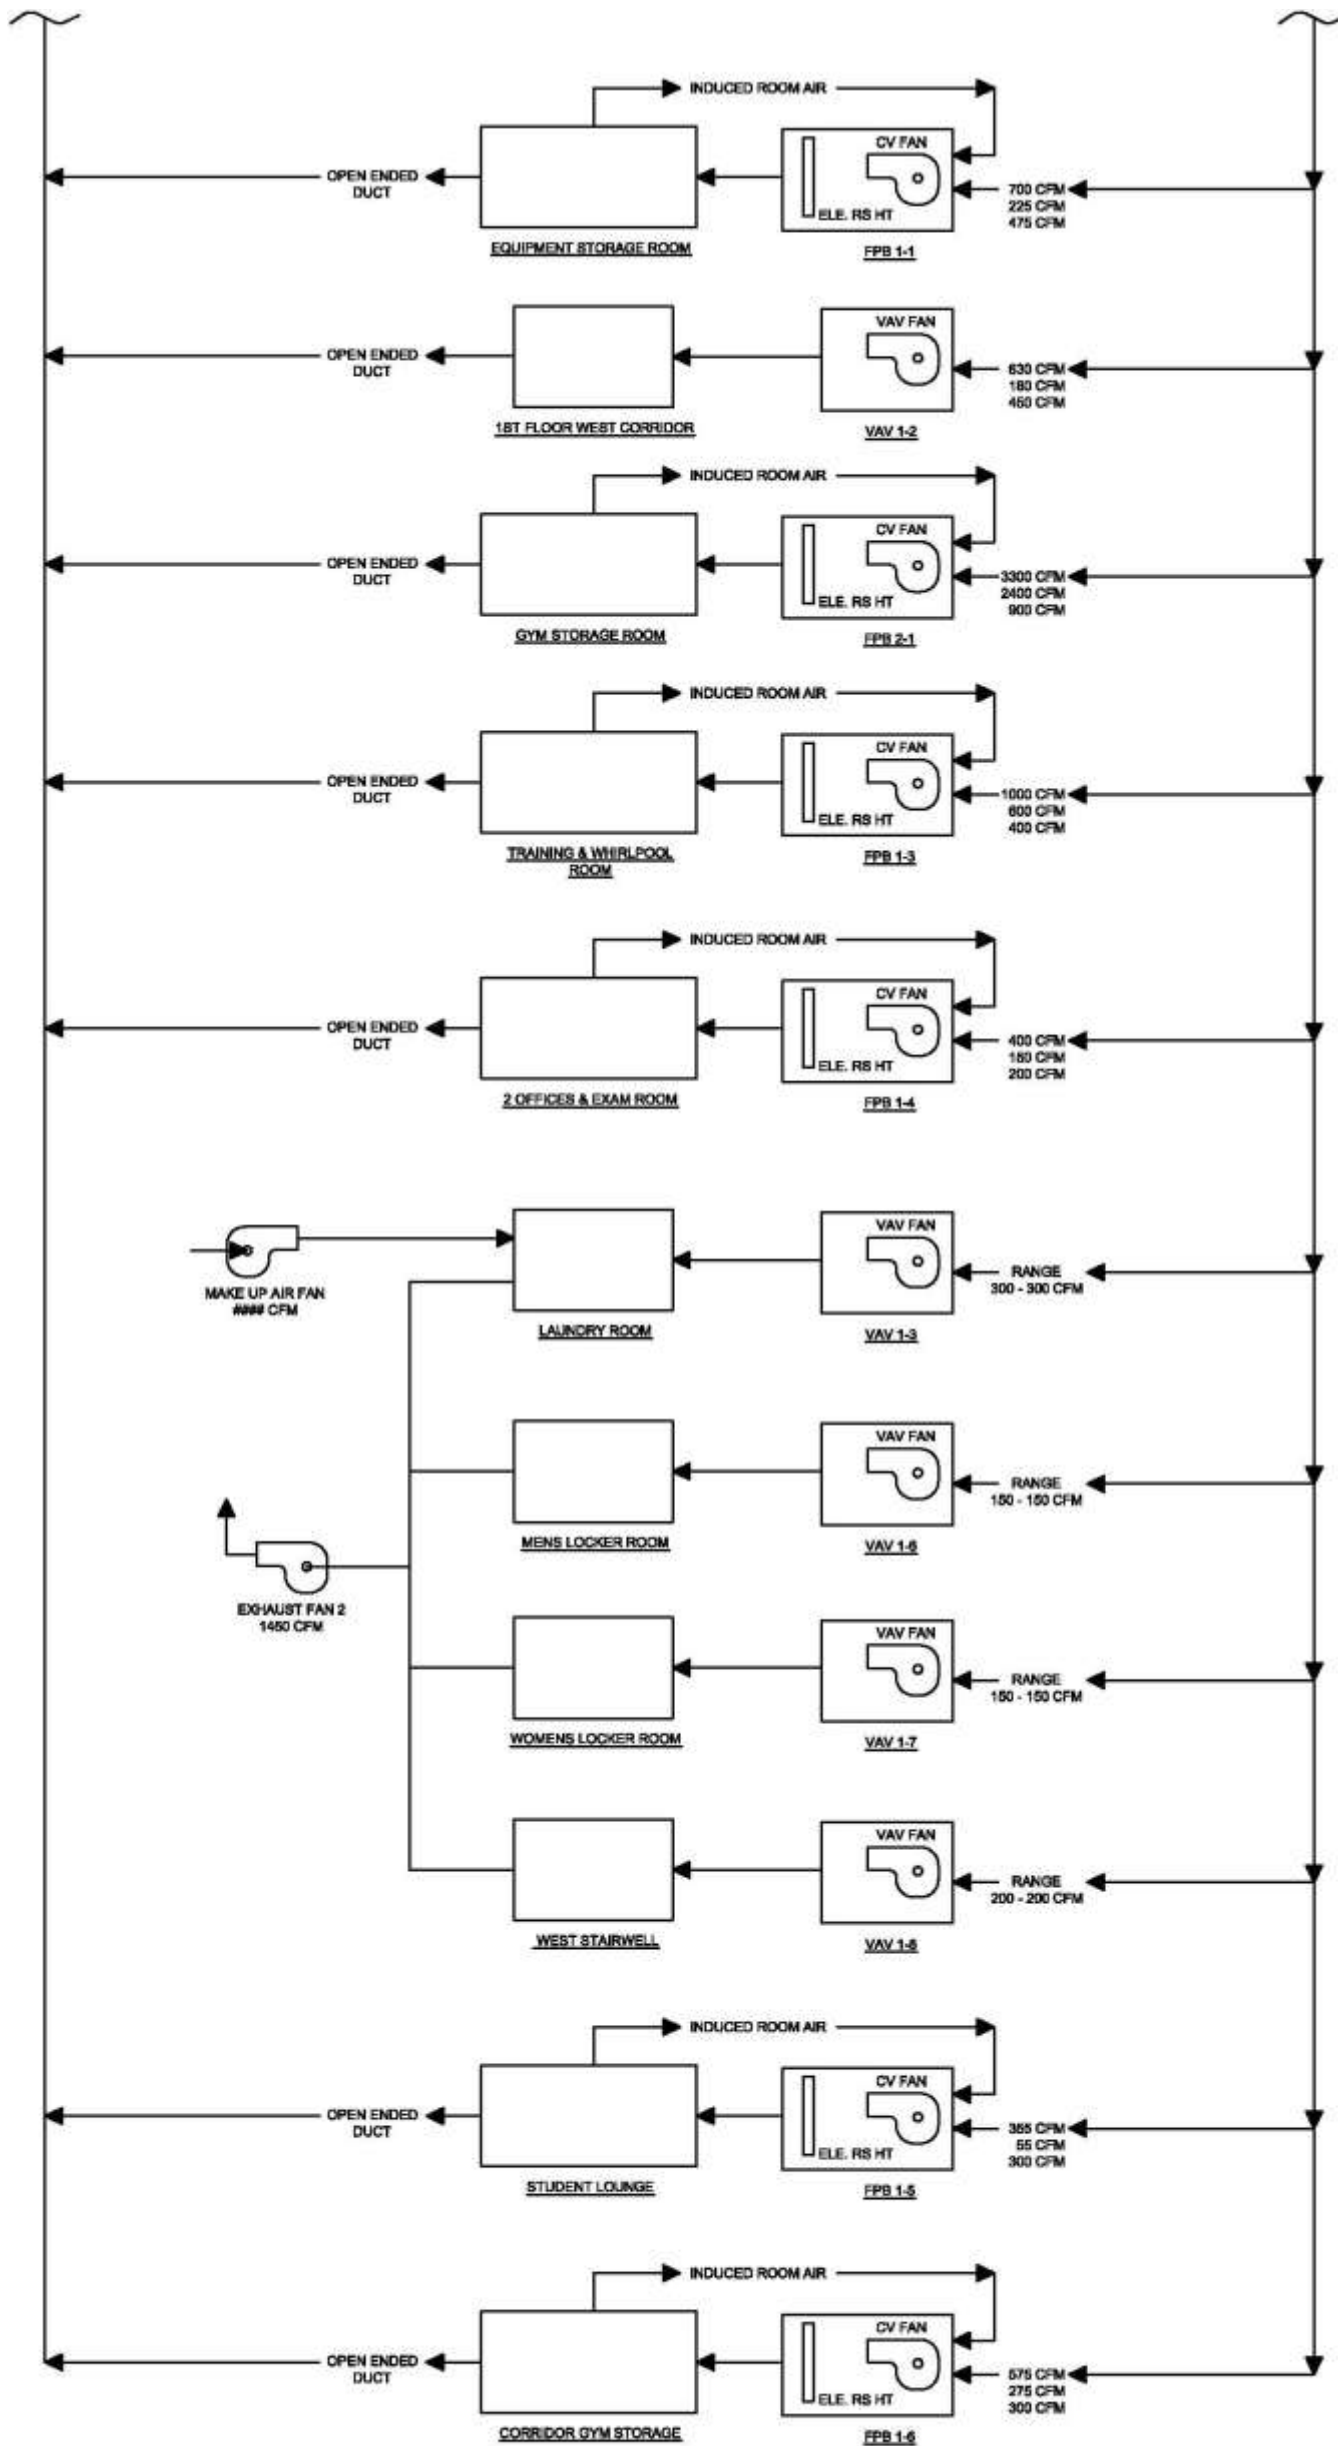 INDUCED ROOM AIR
CV FAN
OPEN ENDED
DUCT
ELE. RS HT
700 CFM
225 CFM
475 CFM
EQUIPMENT STORAGE ROOM
FPB 1-1
VAV FAN
OPEN ENDED
DUCT
630 CFM
180 CFM
450 CFM
1ST FLOOR WEST CORRIDOR
VAV 1-2
INDUCED ROOM AIR
CV FAN
OPEN ENDED
DUCT
ELE. RS HT
3300 CFM
2400 CFM
900 CFM
GYM STORAGE ROOM
FPB 2-1
INDUCED ROOM AIR
CV FAN
OPEN ENDED
DUCT
ELE. RS HT
1000 CFM
600 CFM
400 CFM
TRAINING & WHIRLPOOL
ROOM
FPB 1-3
INDUCED ROOM AIR
CV FAN
OPEN ENDED
DUCT
ELE. RS HT
400 CFM
CFM
200 CFM
2 OFFICES & EXAM ROOM
FPB 1-4
VAV FAN
MAKE UP AIR FAN
#### CFM
RANGE
300 - 300 CFM
LAUNDRY ROOM
VAV 1-3
VAV FAN
RANGE
150 - 150 CFM
MENS LOCKER ROOM
VAV 1-6
EXHAUST FAN 2
1450 CFM
VAV FAN
RANGE
150 - 150 CFM
WOMENS LOCKER ROOM
VAV 1-7
VAV FAN
RANGE
200 - 200 CFM
WEST STAIRWELL
VAV 1-8
INDUCED ROOM AIR
CV FAN
OPEN ENDED
DUCT
ELE. RS HT
355 CFM
55 CFM
300 CFM
STUDENT LOUNGE
FPB 1-5
INDUCED ROOM AIR
CV FAN
OPEN ENDED
DUCT
ELE. RS HT
575 CFM
275 CFM
300 CFM
CORRIDOR GYM STORAGE
FPB 1-6